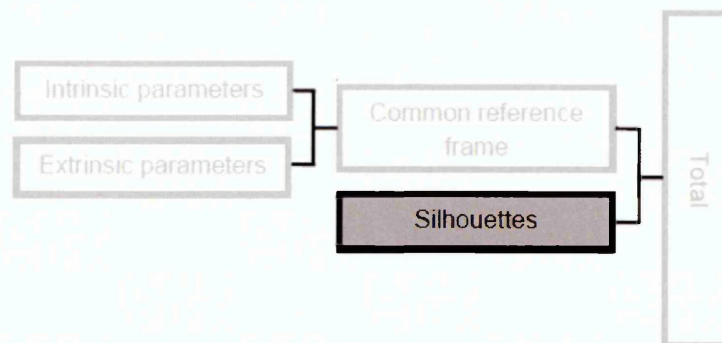 Intrinsic parameters
Extrinsic parameters
Common reference
frame
Silhouettes
Total